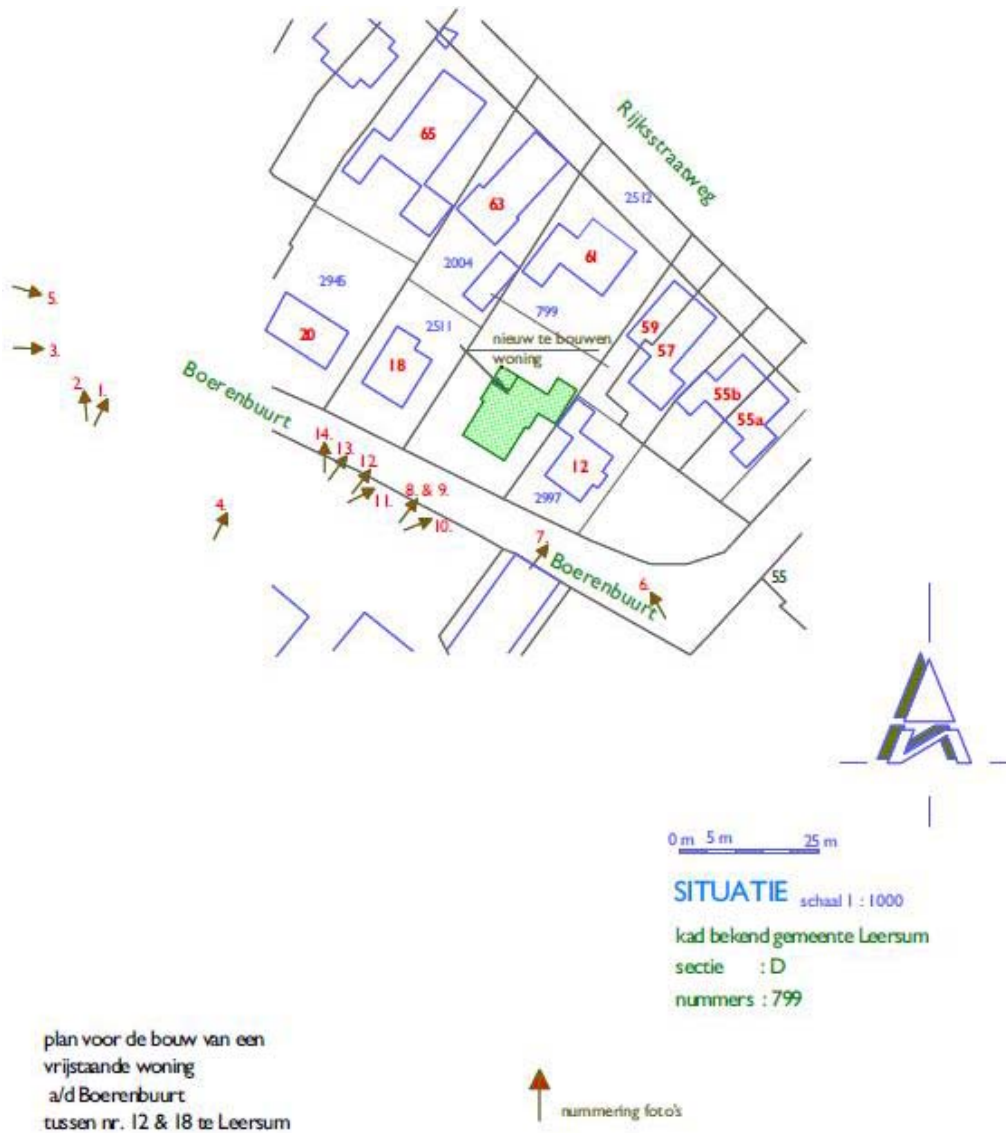 Rijksstraatweg
65
2512
63
61
2004
2945
799
59
57
2511
20
18
nieuw te bouwen
woning
55b
55a
12
2997
5.
3.
2.
1.
Boerenbuurt
14.
13.
12.
11.
8. & 9.
10.
4.
7.
Boerenbuurt
6.
55
N
0 m 5 m 25 m
SITUATIE schaal 1 : 1000
kad bekend gemeente Leersum
sectie : D
nummers : 799
plan voor de bouw van een
vrijstaande woning
a/d Boerenbuurt
tussen nr. 12 & 18 te Leersum
nummering foto's